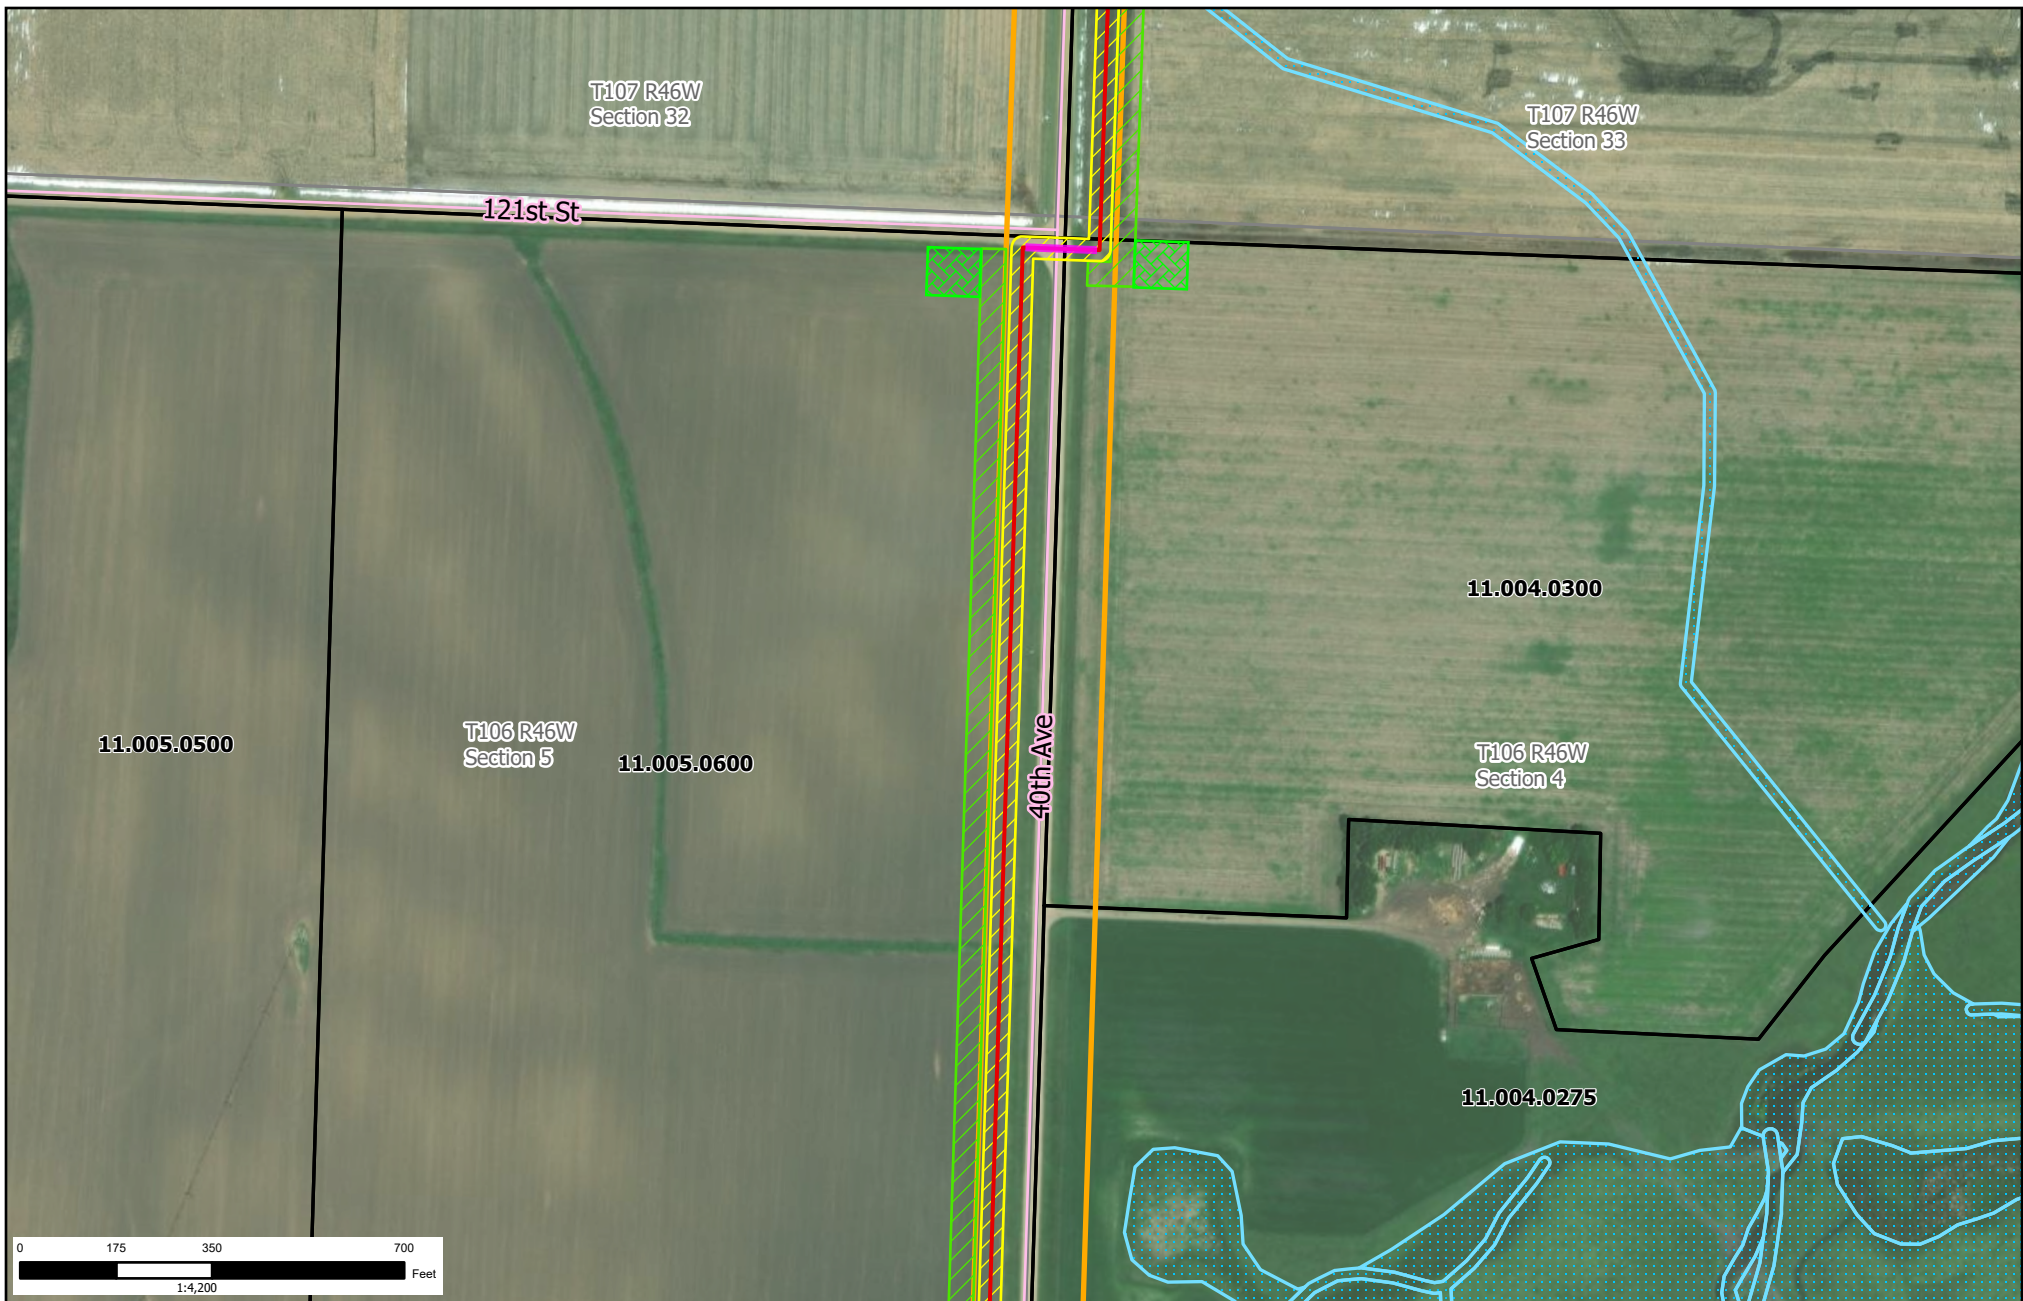 T107 R46W
Section 32
T107 R46W
Section 33
121st St
11.004.0300
40th Ave
11.005.0500
T106 R46W
Section 5
11.005.0600
T106 R46W
Section 4
11.004.0275
0 175 350 700
Feet
1:4,200